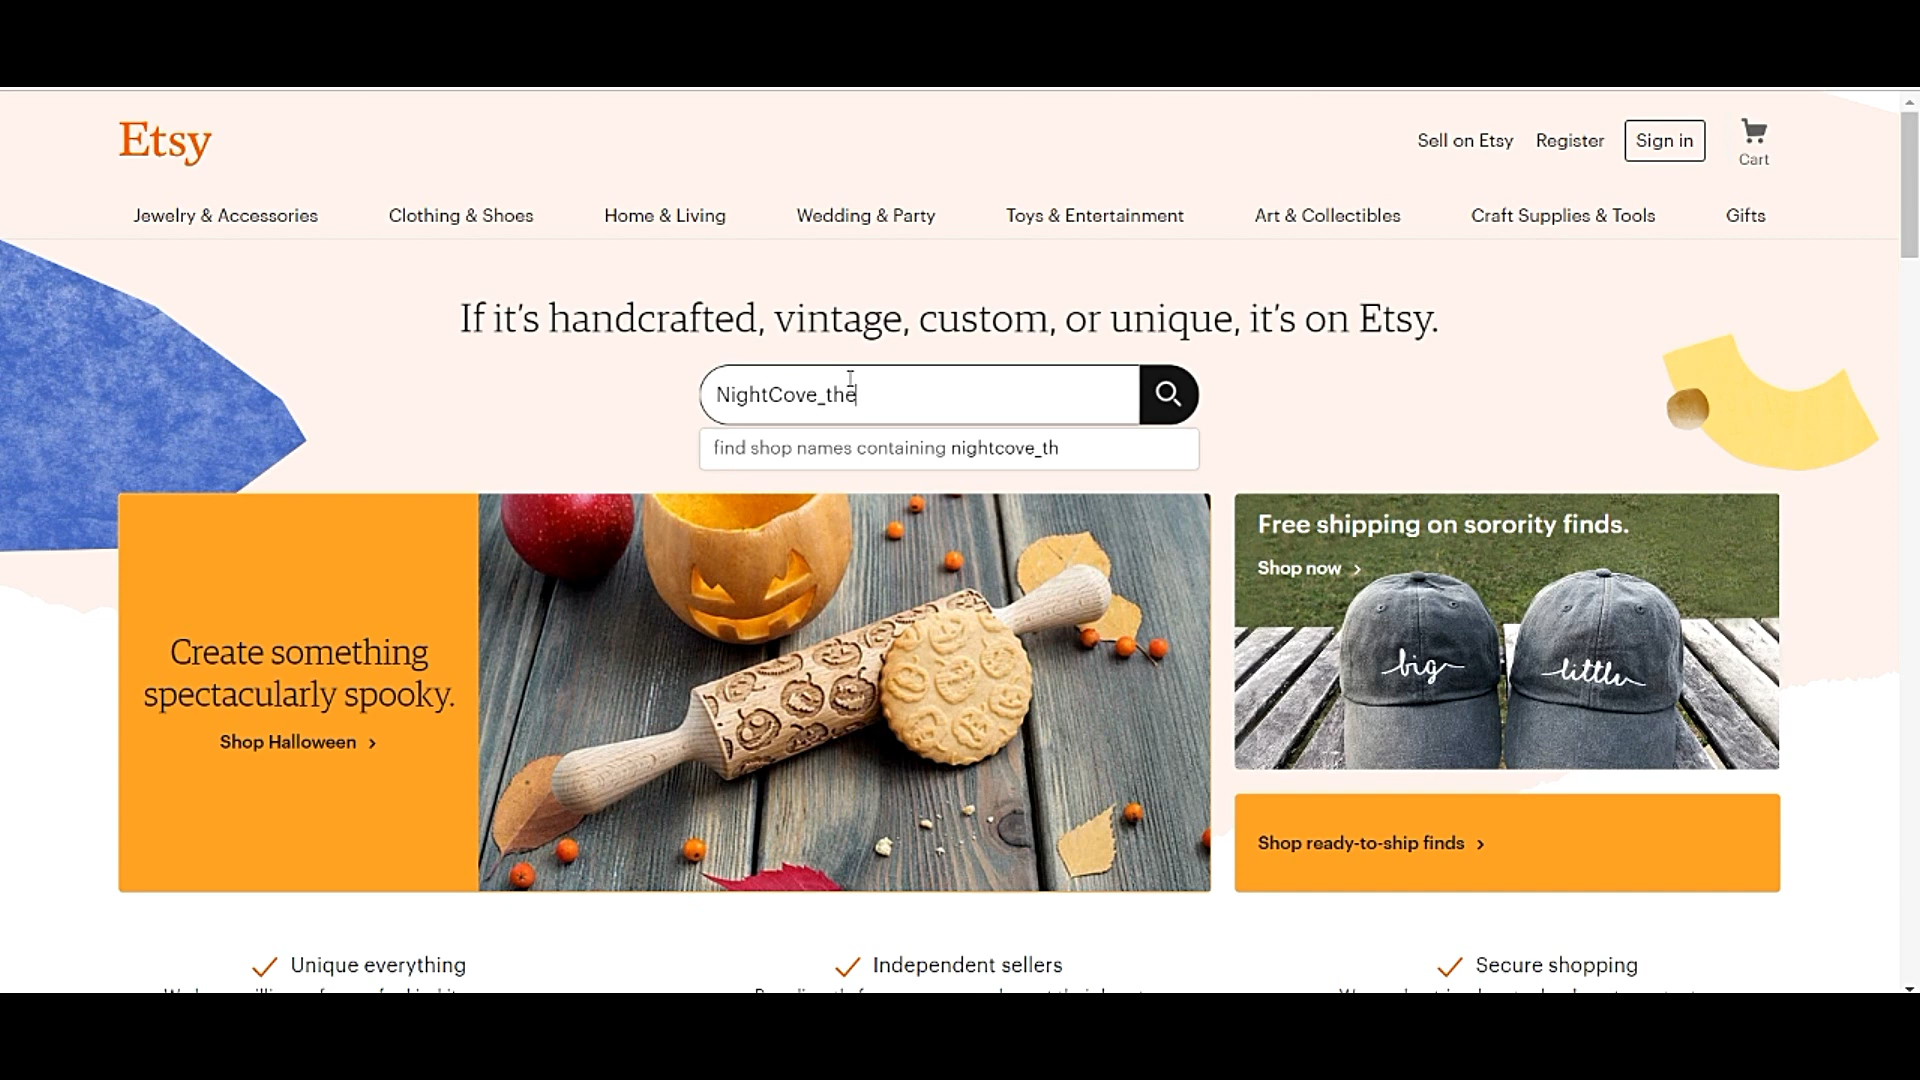 Etsy
Sell on Etsy Register Sign in Cart
Jewelry & Accessories Clothing & Shoes Home & Living Wedding & Party Toys & Entertainment Art & Collectibles Craft Supplies & Tools Gifts
If it's handcrafted, vintage, custom, or unique, it's on Etsy.
NightCove_the
find shop names containing nightcove_th
Create something
spectacularly spooky.
Shop Halloween >
Free shipping on sorority finds.
Shop now >
big little
Shop ready-to-ship finds >
Unique everything Independent sellers Secure shopping